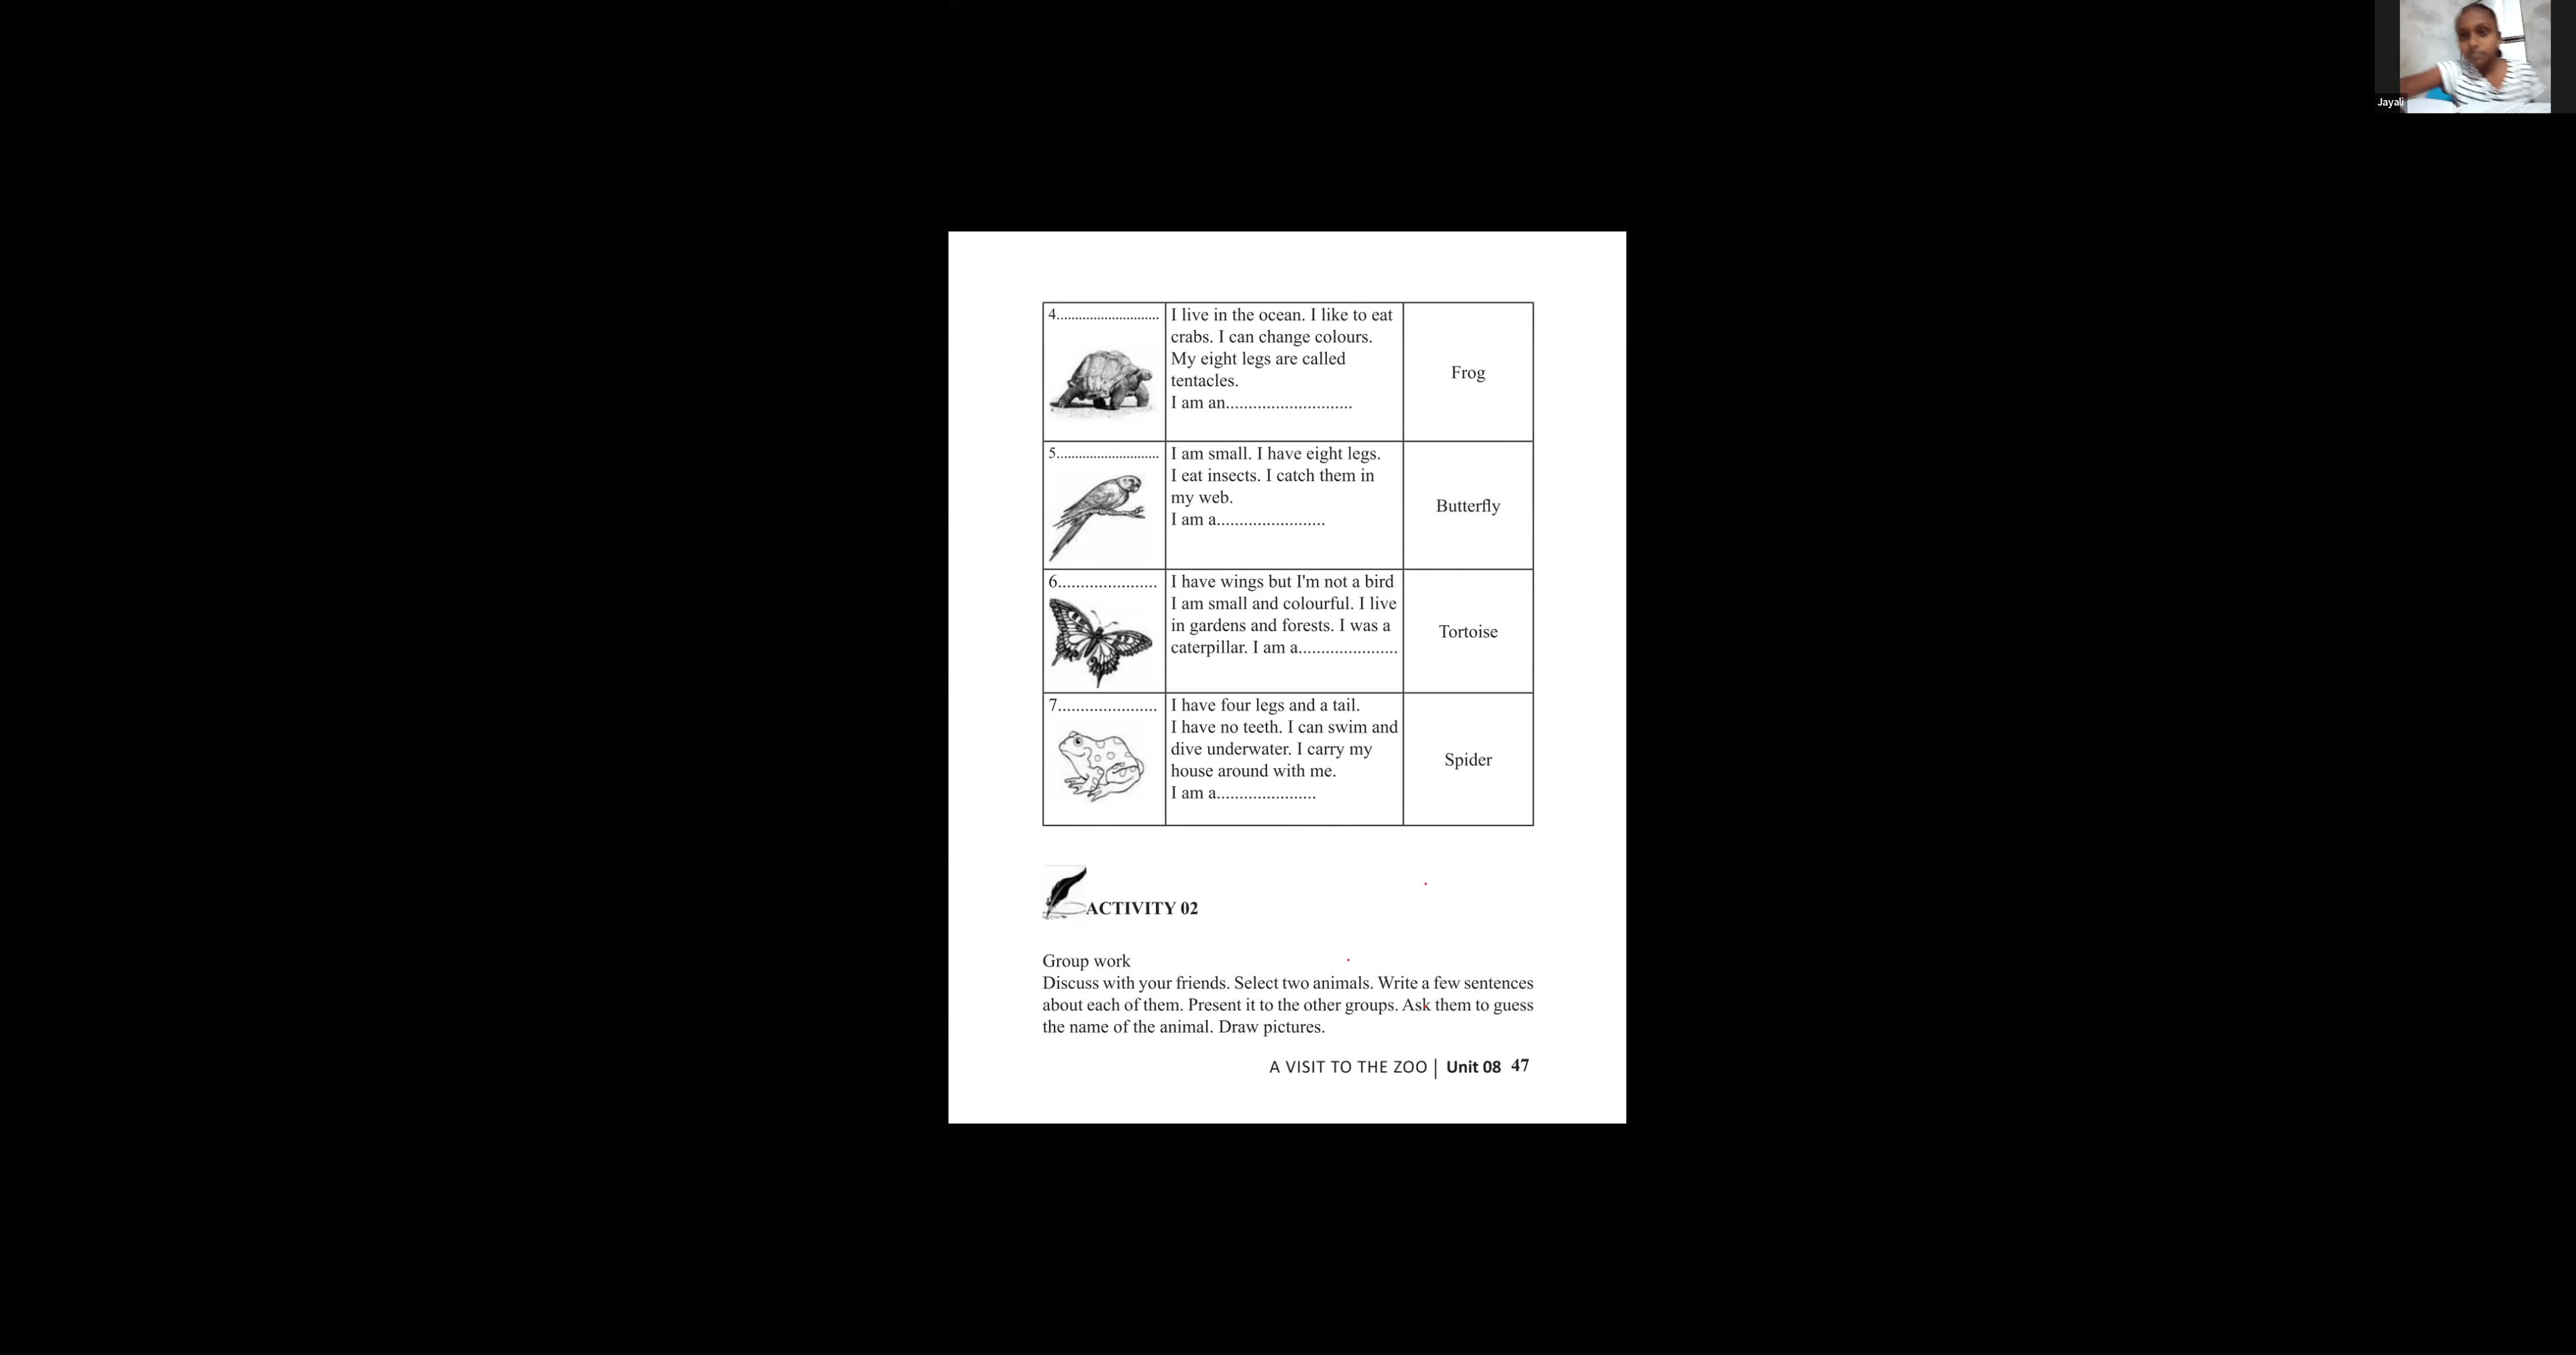 Jayali
4............................
I live in the ocean. I like to eat
crabs. I can change colours.
My eight legs are called
tentacles.
I am an............................
Frog
5............................
I am small. I have eight legs.
I eat insects. I catch them in
my web.
I am a........................
Butterfly
6......................
I have wings but I'm not a bird
I am small and colourful. I live
in gardens and forests. I was a
caterpillar. I am a......................
Tortoise
7......................
I have four legs and a tail.
I have no teeth. I can swim and
dive underwater. I carry my
house around with me.
I am a......................
Spider
ACTIVITY 02
Group work
Discuss with your friends. Select two animals. Write a few sentences
about each of them. Present it to the other groups. Ask them to guess
the name of the animal. Draw pictures.
A VISIT TO THE ZOO | Unit 08 47